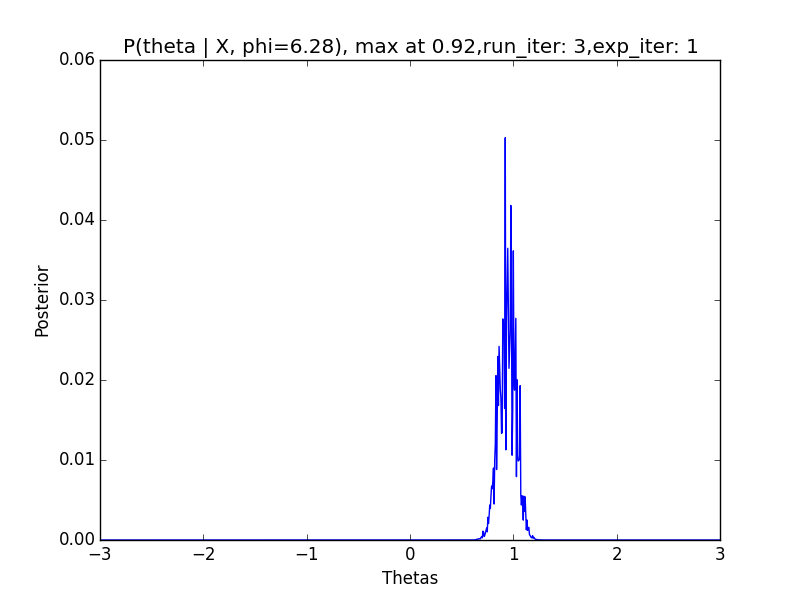 P(theta | X, phi=6.28), max at 0.92,run_iter: 3,exp_iter: 1
0.06
0.05
0.04
0.03
0.02
0.01
0.00
Posterior
−3 −2 −1 0 1 2 3
Thetas